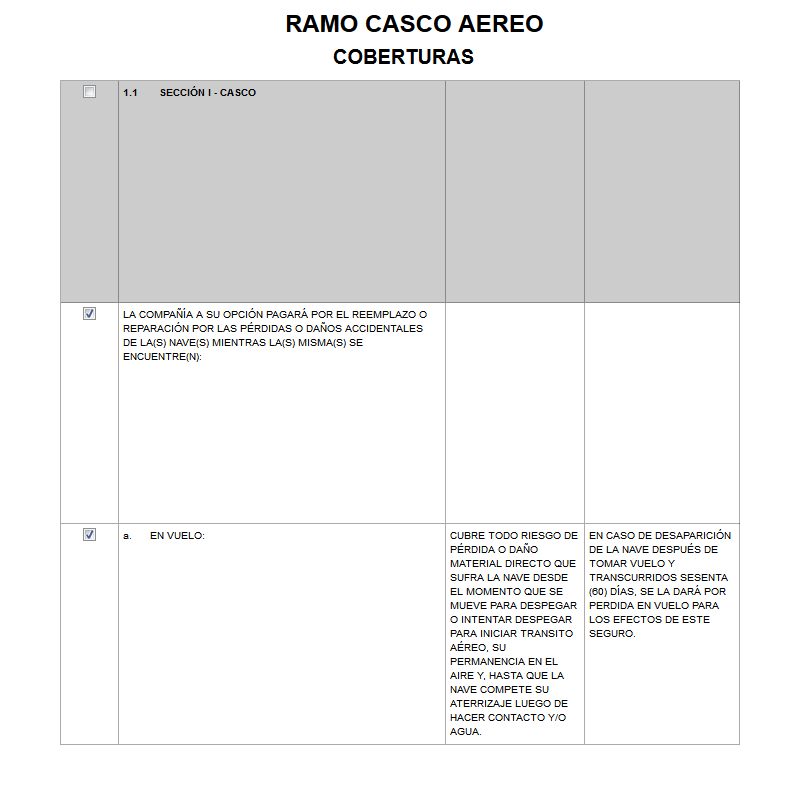 RAMO CASCO AEREO
COBERTURAS
1.1 SECCIÓN I - CASCO
LA COMPAÑÍA A SU OPCIÓN PAGARÁ POR EL REEMPLAZO O
REPARACIÓN POR LAS PÉRDIDAS O DAÑOS ACCIDENTALES
DE LA(S) NAVE(S) MIENTRAS LA(S) MISMA(S) SE
ENCUENTRE(N):
a. EN VUELO:
CUBRE TODO RIESGO DE
PÉRDIDA O DAÑO
MATERIAL DIRECTO QUE
SUFRA LA NAVE DESDE
EL MOMENTO QUE SE
MUEVE PARA DESPEGAR
O INTENTAR DESPEGAR
PARA INICIAR TRANSITO
AÉREO, SU
PERMANENCIA EN EL
AIRE Y, HASTA QUE LA
NAVE COMPETE SU
ATERRIZAJE LUEGO DE
HACER CONTACTO Y/O
AGUA.
EN CASO DE DESAPARICIÓN
DE LA NAVE DESPUÉS DE
TOMAR VUELO Y
TRANSCURRIDOS SESENTA
(60) DÍAS, SE LA DARÁ POR
PERDIDA EN VUELO PARA
LOS EFECTOS DE ESTE
SEGURO.